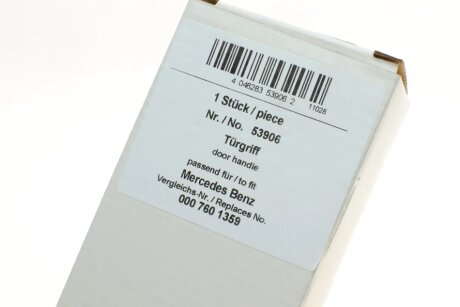 4 046283 53906 2 11028
1 Stück / piece
Nr. / No. 53906
Türgriff
door handle
passend für / to fit
Mercedes Benz
Vergleichs-Nr. / Replaces No.
000 760 1359